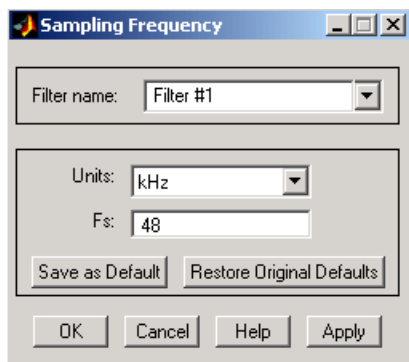 Sampling Frequency
Filter name: Filter #1
Units: kHz
Fs: 48
Save as Default Restore Original Defaults
OK Cancel Help Apply